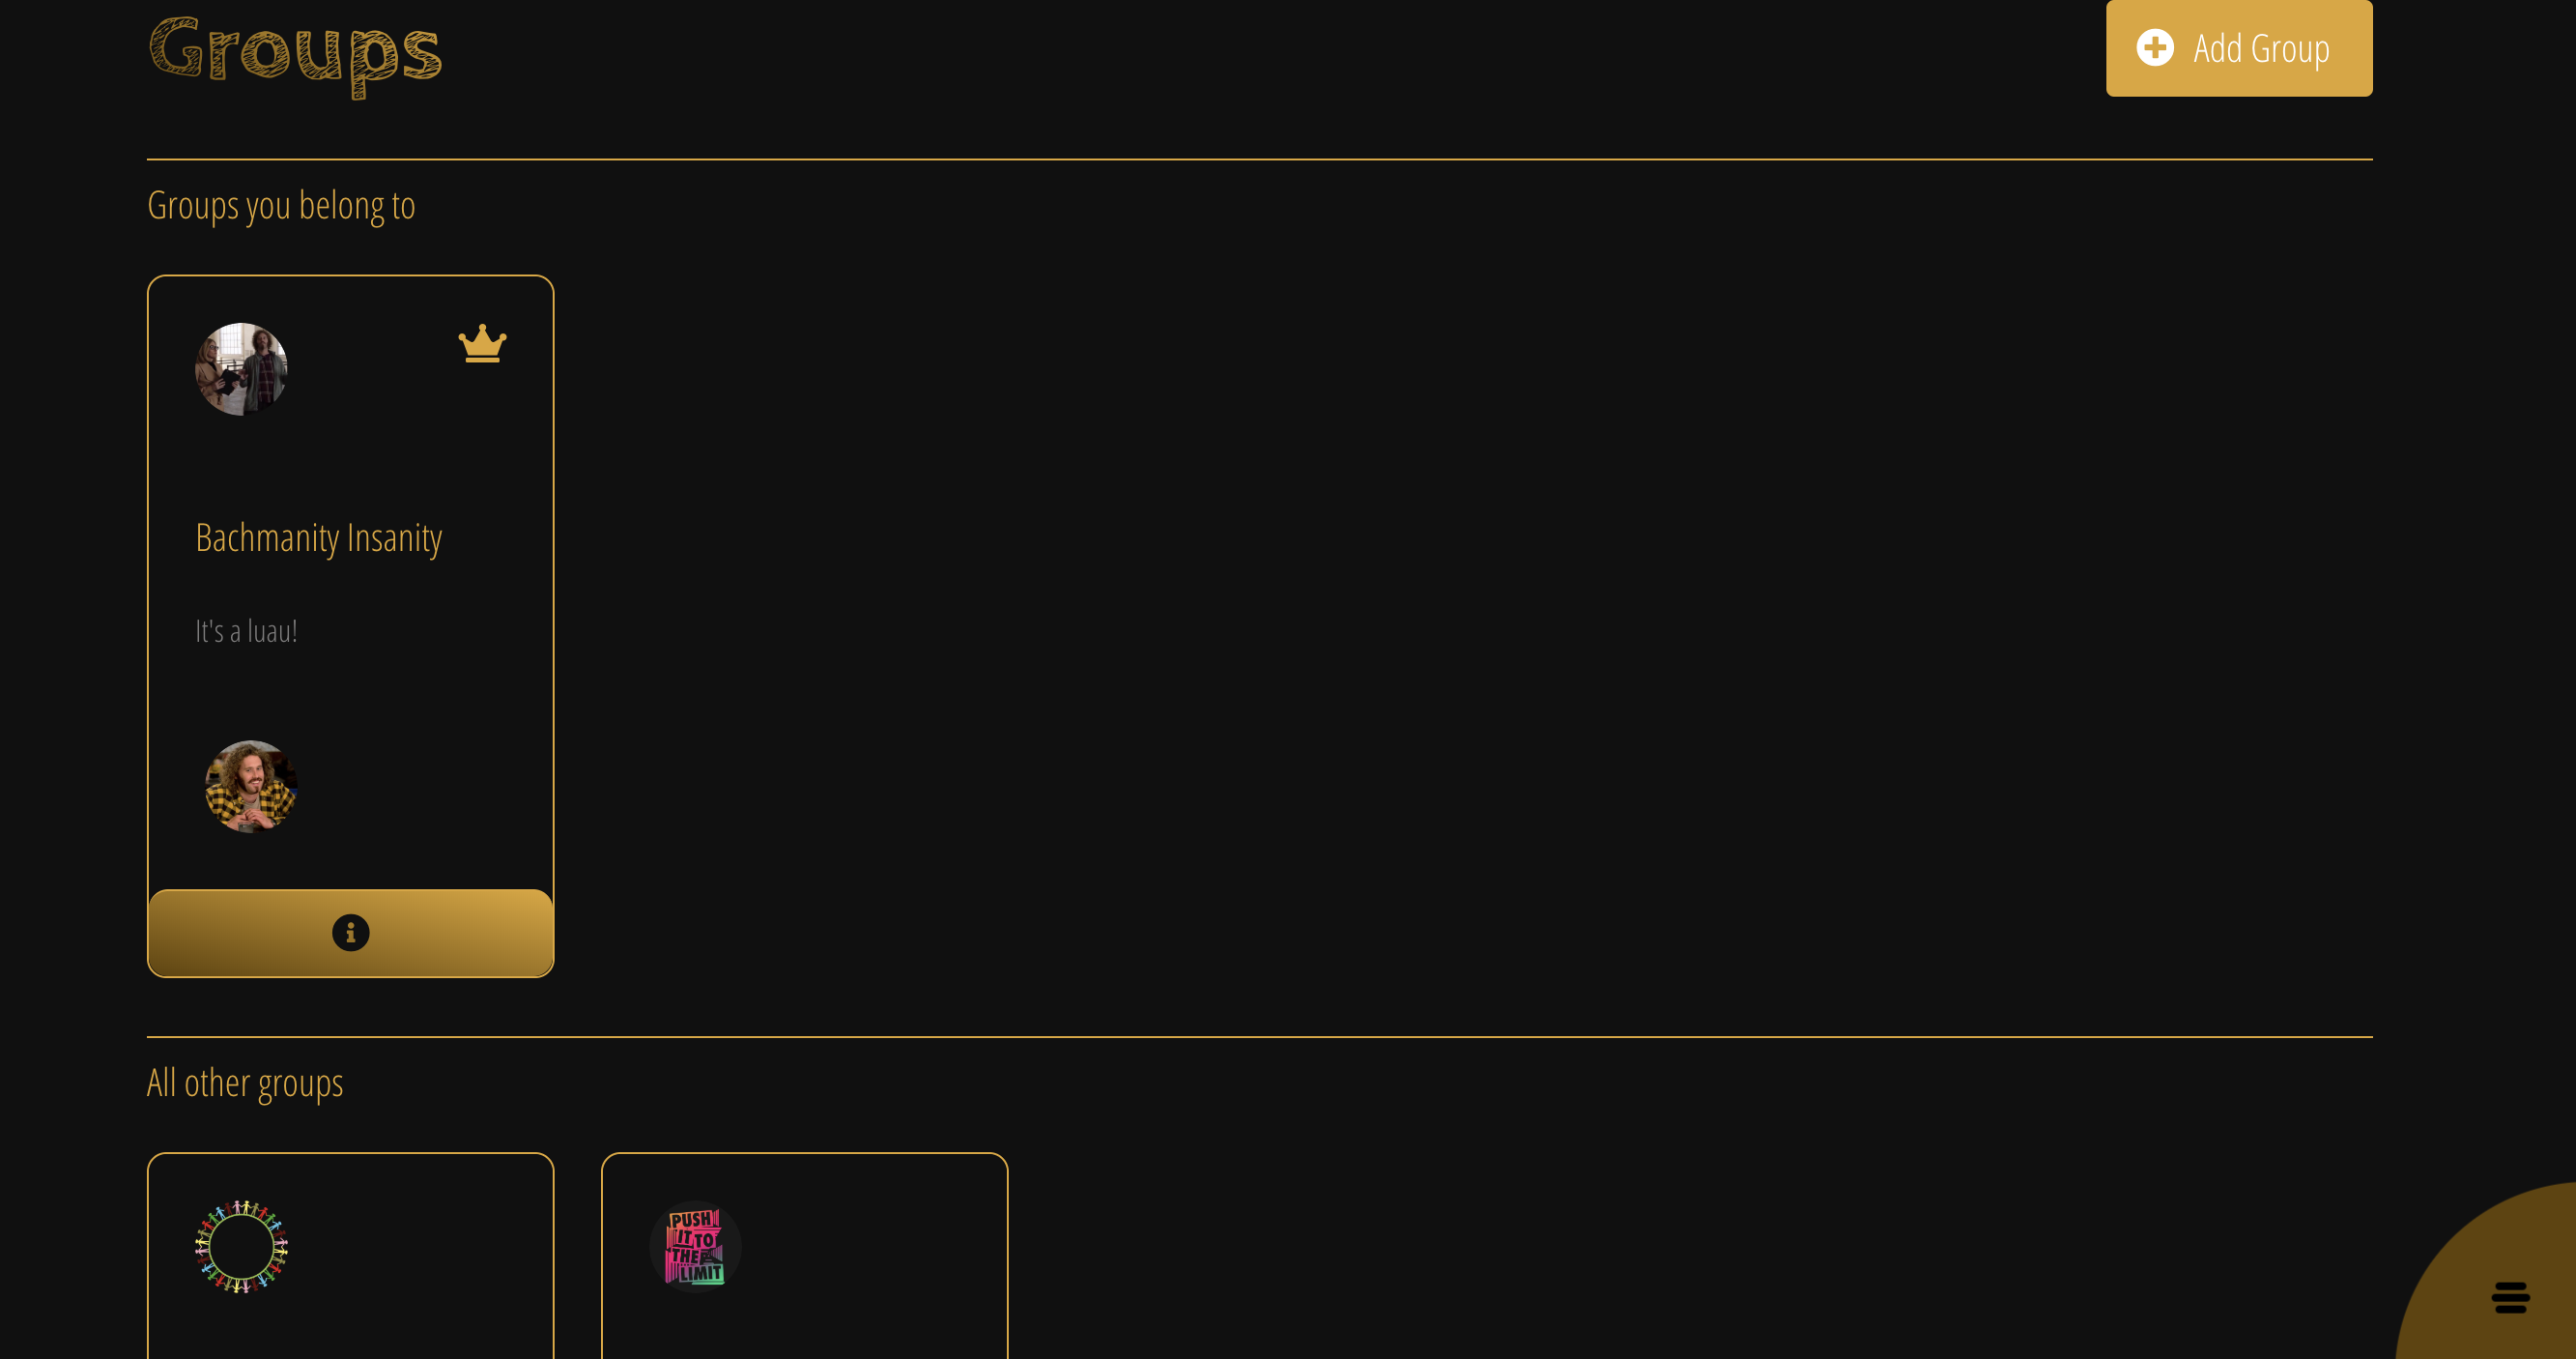 Groups
Add Group
Groups you belong to
Bachmanity Insanity
It's a luau!
All other groups
PUSH
IT TO
THE
LIMIT